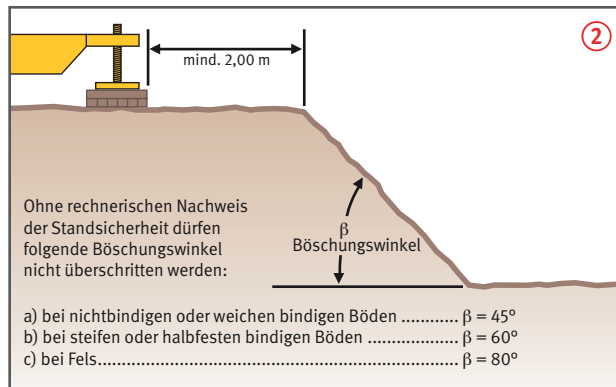 2
mind. 2,00 m
Ohne rechnerischen Nachweis
der Standsicherheit dürfen
folgende Böschungswinkel
nicht überschritten werden:
β
Böschungswinkel
a) bei nichtbindigen oder weichen bindigen Böden ........... β = 45°
b) bei steifen oder halbfesten bindigen Böden ................ β = 60°
c) bei Fels................................................................ β = 80°